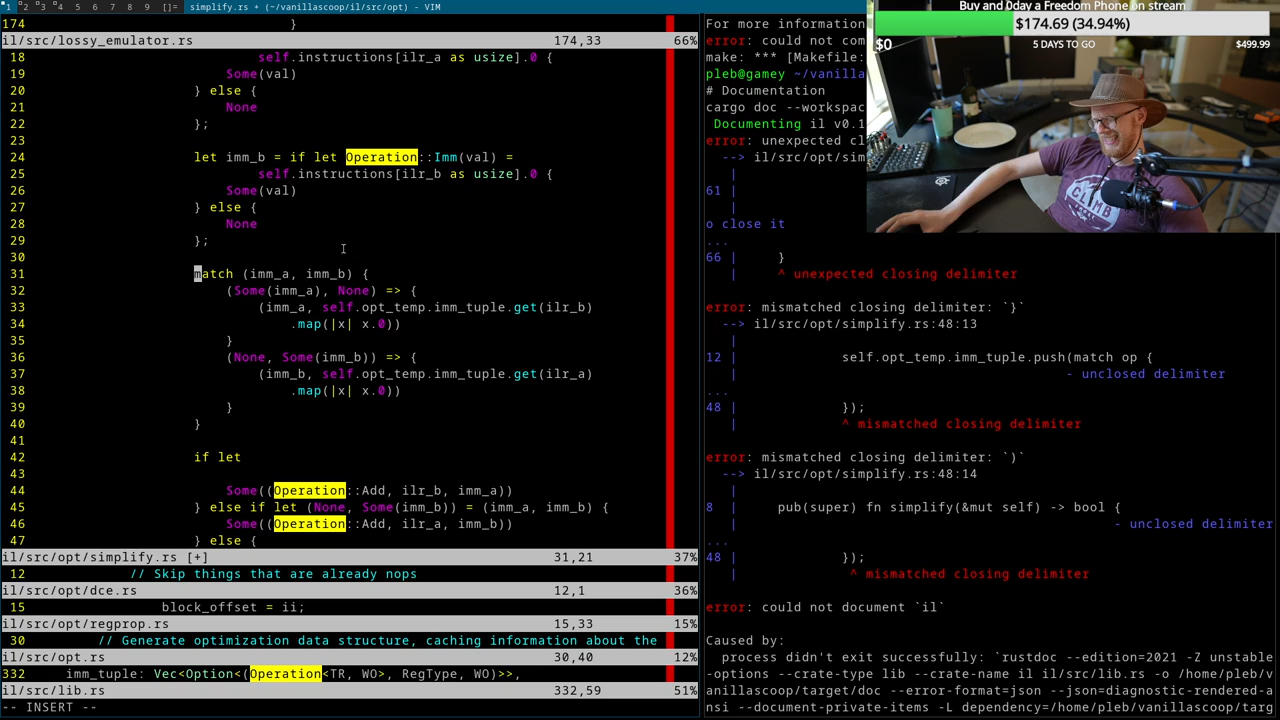 1 2 3 4 5 6 7 8 9 []= simplify.rs + (~/vanillascoop/il/src/opt) - VIM
174 }
il/src/lossy_emulator.rs 174,33 66%
18 self.instructions[ilr_a as usize].0 {
19 Some(val)
20 } else {
21 None
22 };
23
24 let imm_b = if let Operation::Imm(val) =
25 self.instructions[ilr_b as usize].0 {
26 Some(val)
27 } else {
28 None
29 };
30
31 match (imm_a, imm_b) {
32 (Some(imm_a), None) => {
33 (imm_a, self.opt_temp.imm_tuple.get(ilr_b)
34 .map(|x| x.0))
35 }
36 (None, Some(imm_b)) => {
37 (imm_b, self.opt_temp.imm_tuple.get(ilr_a)
38 .map(|x| x.0))
39 }
40 }
41
42 if let
43
44 Some((Operation::Add, ilr_b, imm_a))
45 } else if let (None, Some(imm_b)) = (imm_a, imm_b) {
46 Some((Operation::Add, ilr_a, imm_b))
47 } else {
il/src/opt/simplify.rs [+] 31,21 37%
12 // Skip things that are already nops
il/src/opt/dce.rs 12,1 36%
15 block_offset = ii;
il/src/opt/regprop.rs 15,33 15%
30 // Generate optimization data structure, caching information about the
il/src/opt.rs 30,40 12%
332 imm_tuple: Vec<Option<(Operation<TR, WO>, RegType, WO)>>,
il/src/lib.rs 332,59 51%
-- INSERT --
For more information
error: could not com
make: *** [Makefile:
pleb@gamey ~/vanilla
# Documentation
cargo doc --workspac
Documenting il v0.1
error: unexpected cl
--> il/src/opt/sim
|
61 |
|
o close it
...
66 | }
| ^ unexpected closing delimiter
error: mismatched closing delimiter: `}`
--> il/src/opt/simplify.rs:48:13
|
12 | self.opt_temp.imm_tuple.push(match op {
| - unclosed delimiter
...
48 | });
| ^ mismatched closing delimiter
error: mismatched closing delimiter: `)`
--> il/src/opt/simplify.rs:48:14
|
8 | pub(super) fn simplify(&mut self) -> bool {
| - unclosed delimiter
...
48 | });
| ^ mismatched closing delimiter
error: could not document `il`
Caused by:
process didn't exit successfully: `rustdoc --edition=2021 -Z unstable
-options --crate-type lib --crate-name il il/src/lib.rs -o /home/pleb/v
anillascoop/target/doc --error-format=json --json=diagnostic-rendered-a
nsi --document-private-items -L dependency=/home/pleb/vanillascoop/targ
Buy and 0day a Freedom Phone on stream
$174.69 (34.94%)
$0 5 DAYS TO GO $499.99